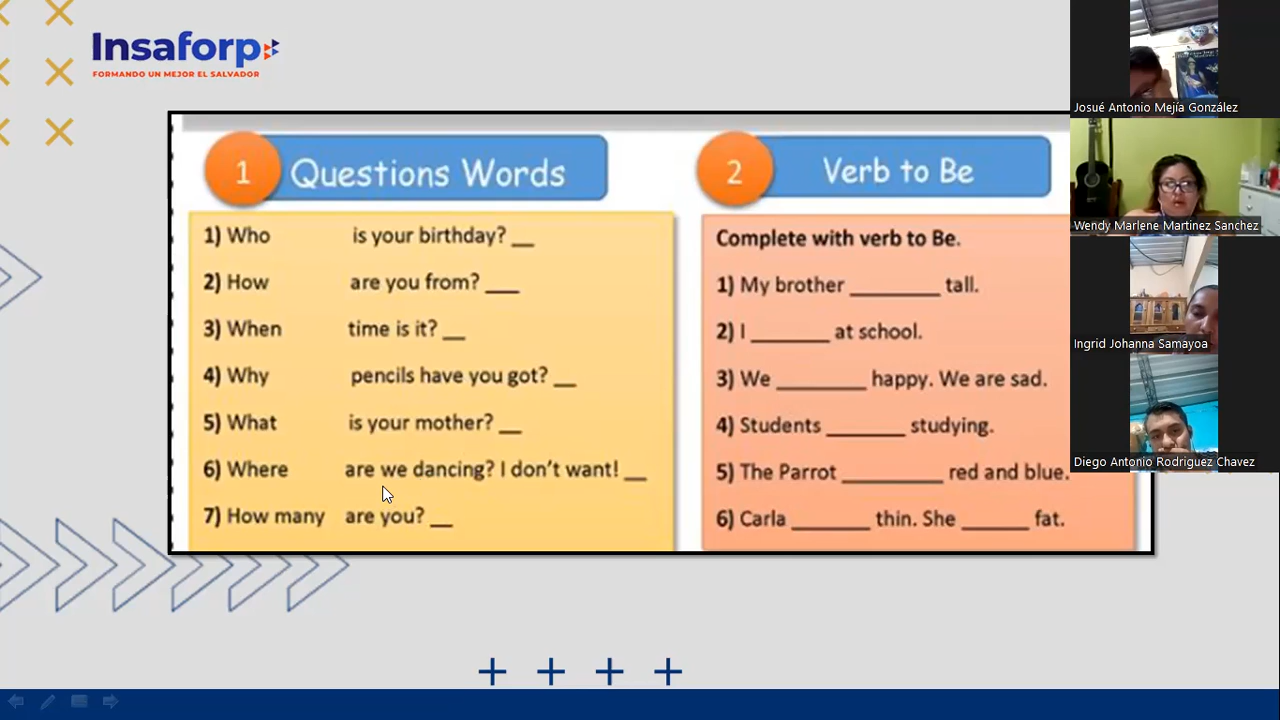 Insaforp
FORMANDO UN MEJOR EL SALVADOR
1 Questions Words
1) Who is your birthday? __
2) How are you from? ___
3) When time is it? __
4) Why pencils have you got? __
5) What is your mother? __
6) Where are we dancing? I don't want! __
7) How many are you? __
2 Verb to Be
Complete with verb to Be.
1) My brother ________ tall.
2) I _______ at school.
3) We ________ happy. We are sad.
4) Students _______ studying.
5) The Parrot _________ red and blue.
6) Carla _______ thin. She ______ fat.
Josué Antonio Mejía González
Wendy Marlene Martinez Sanchez
Ingrid Johanna Samayoa
Diego Antonio Rodriguez Chavez